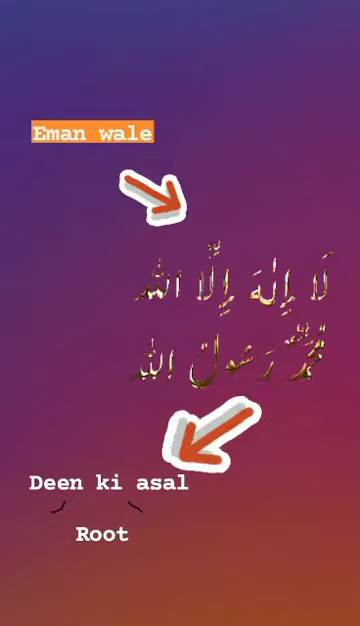 Eman wale
لَا إِلٰهَ إِلَّا اللّٰه
مُحَمَّدٌ رَسُولُ اللّٰه
Deen ki asal
Root